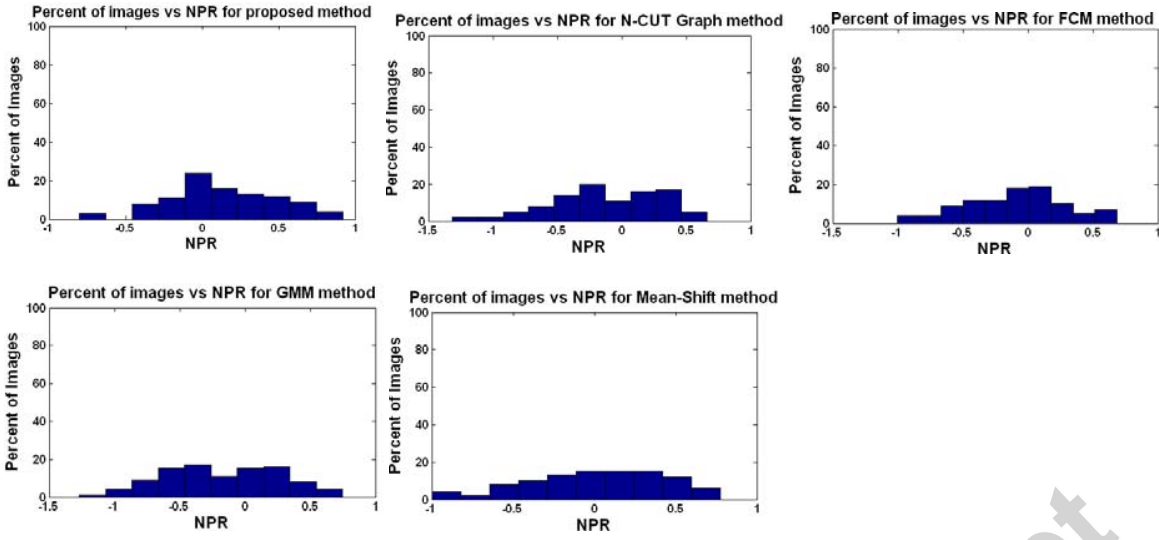 Percent of images vs NPR for proposed method
100
80
60
40
20
0
-1 -0.5 0 0.5 1
NPR
Percent of Images
Percent of images vs NPR for N-CUT Graph method
100
80
60
40
20
0
-1.5 -1 -0.5 0 0.5 1
NPR
Percent of Images
Percent of images vs NPR for FCM method
100
80
60
40
20
0
-1.5 -1 -0.5 0 0.5 1
NPR
Percent of Images
Percent of images vs NPR for GMM method
100
80
60
40
20
0
-1.5 -1 -0.5 0 0.5 1
NPR
Percent of Images
Percent of images vs NPR for Mean-Shift method
100
80
60
40
20
0
-1 -0.5 0 0.5 1
NPR
Percent of Images